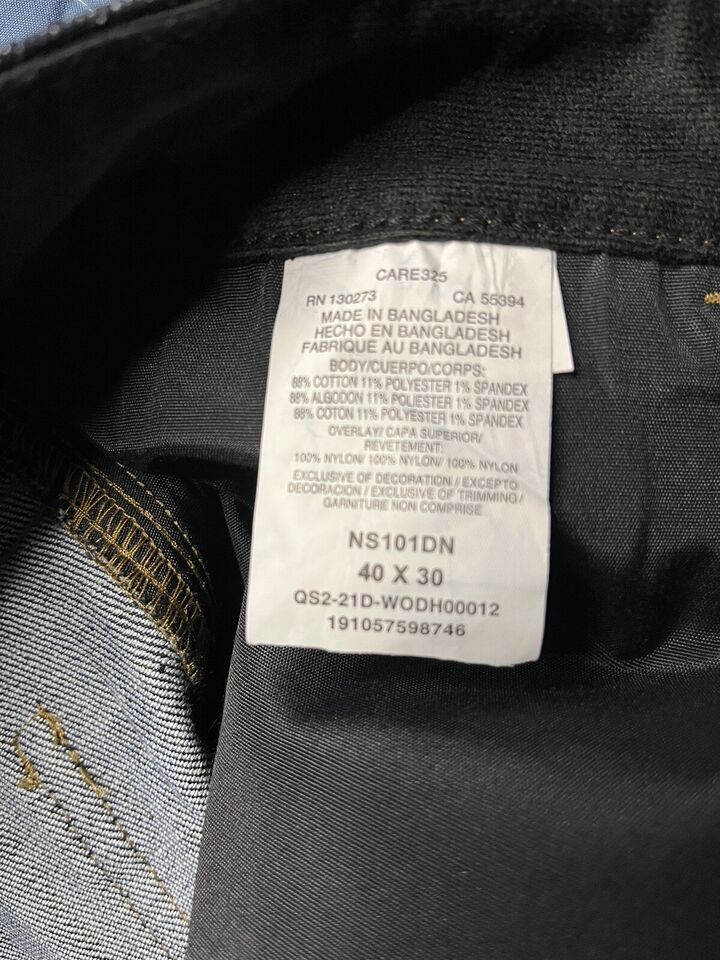 CARE325
RN 130273 CA 55394
MADE IN BANGLADESH
HECHO EN BANGLADESH
FABRIQUE AU BANGLADESH
BODY/CUERPO/CORPS:
88% COTTON 11% POLYESTER 1% SPANDEX
88% ALGODON 11% POLIESTER 1% SPANDEX
88% COTON 11% POLYESTER 1% SPANDEX
OVERLAY/ CAPA SUPERIOR/
REVETEMENT:
100% NYLON/ 100% NYLON/ 100% NYLON
EXCLUSIVE OF DECORATION / EXCEPTO
DECORACION / EXCLUSIVE OF TRIMMING /
GARNITURE NON COMPRISE
NS101DN
40 X 30
QS2-21D-WODH00012
191057598746